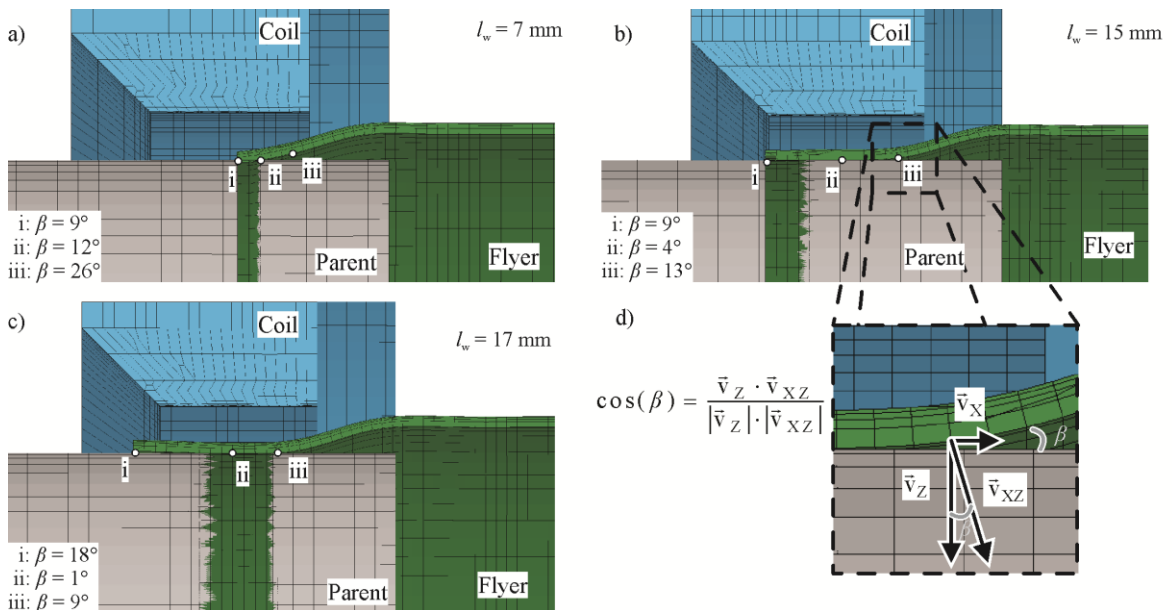 a)
Coil
l_w = 7 mm
i
ii
iii
i: β = 9°
ii: β = 12°
iii: β = 26°
Parent
Flyer
b)
Coil
l_w = 15 mm
i
ii
iii
i: β = 9°
ii: β = 4°
iii: β = 13°
Parent
Flyer
c)
Coil
l_w = 17 mm
i
ii
iii
i: β = 18°
ii: β = 1°
iii: β = 9°
Parent
Flyer
d)
cos(β) = (v⃗_Z · v⃗_XZ) / (|v⃗_Z| · |v⃗_XZ|)
v⃗_X
β
v⃗_Z
v⃗_XZ
β